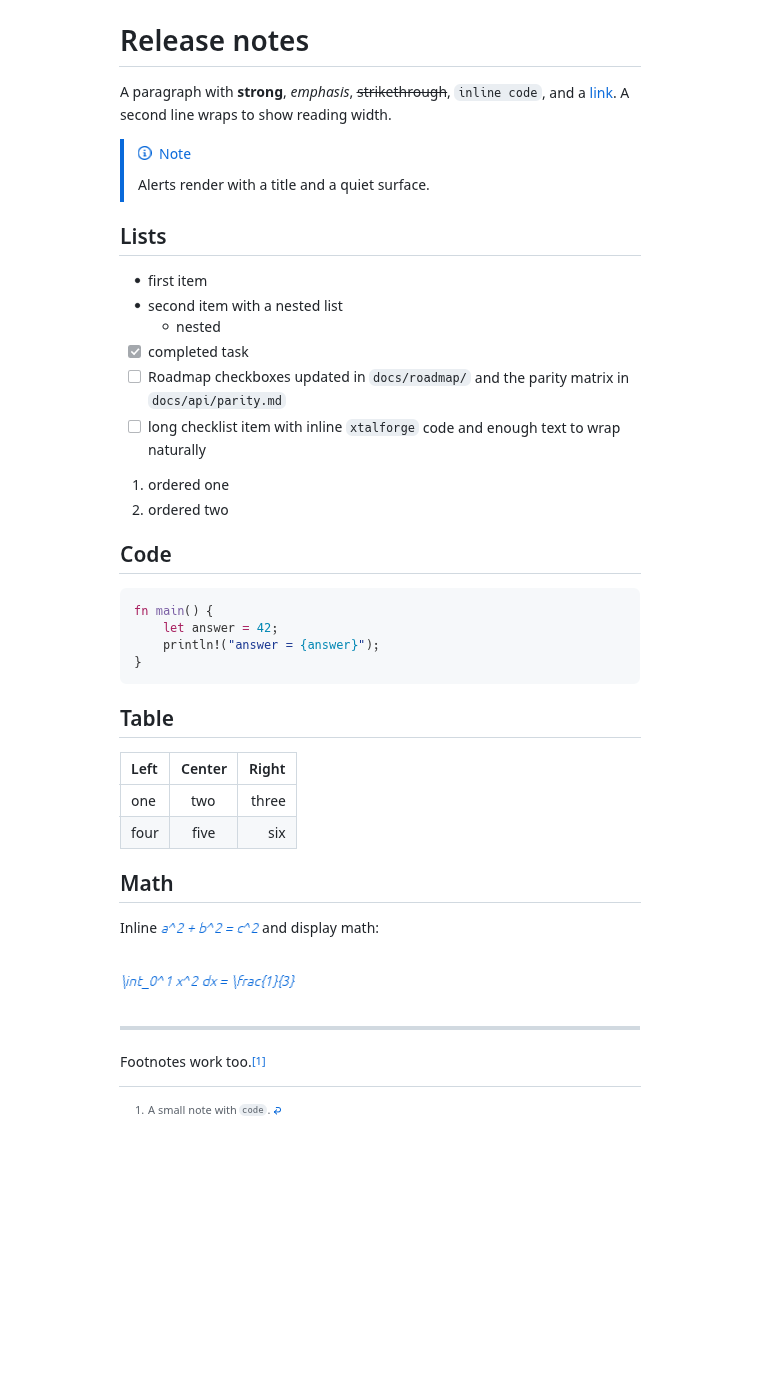 Release notes
A paragraph with strong, emphasis, strikethrough, inline code, and a link. A
second line wraps to show reading width.
Note
Alerts render with a title and a quiet surface.
Lists
• first item
• second item with a nested list
◦ nested
completed task
Roadmap checkboxes updated in docs/roadmap/ and the parity matrix in
docs/api/parity.md
long checklist item with inline xtalforge code and enough text to wrap
naturally
1. ordered one
2. ordered two
Code
fn main() {
    let answer = 42;
    println!("answer = {answer}");
}
Table
Left Center Right
one two three
four five six
Math
Inline a^2 + b^2 = c^2 and display math:
\int_0^1 x^2 dx = \frac{1}{3}
Footnotes work too.[1]
1. A small note with code. ↩